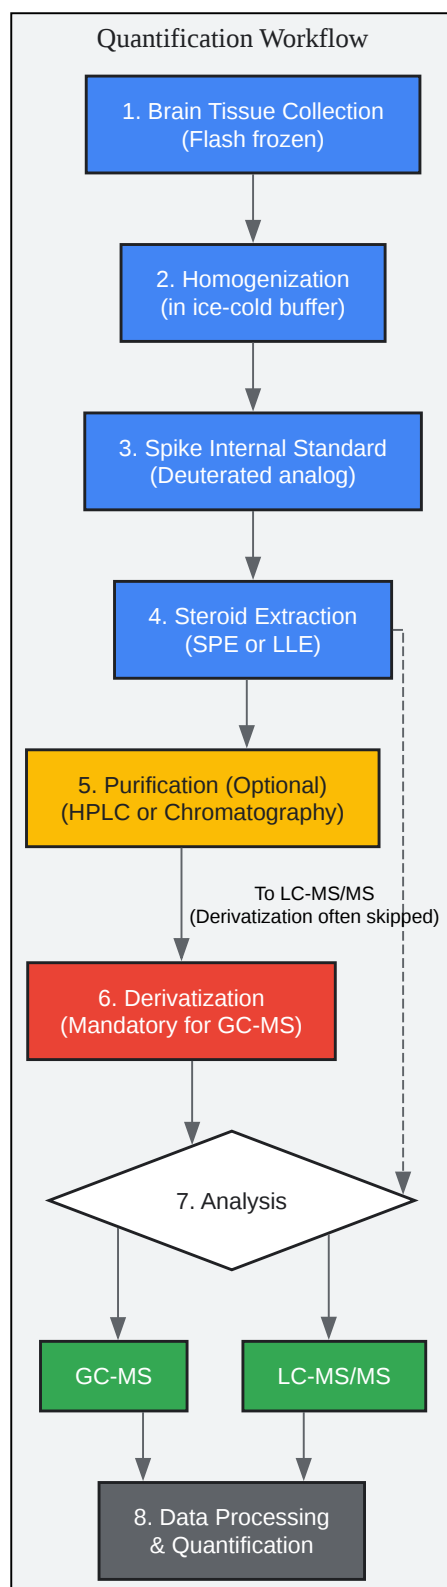 Quantification Workflow
1. Brain Tissue Collection
(Flash frozen)
2. Homogenization
(in ice-cold buffer)
3. Spike Internal Standard
(Deuterated analog)
4. Steroid Extraction
(SPE or LLE)
5. Purification (Optional)
(HPLC or Chromatography)
To LC-MS/MS
(Derivatization often skipped)
6. Derivatization
(Mandatory for GC-MS)
7. Analysis
GC-MS
LC-MS/MS
8. Data Processing
& Quantification